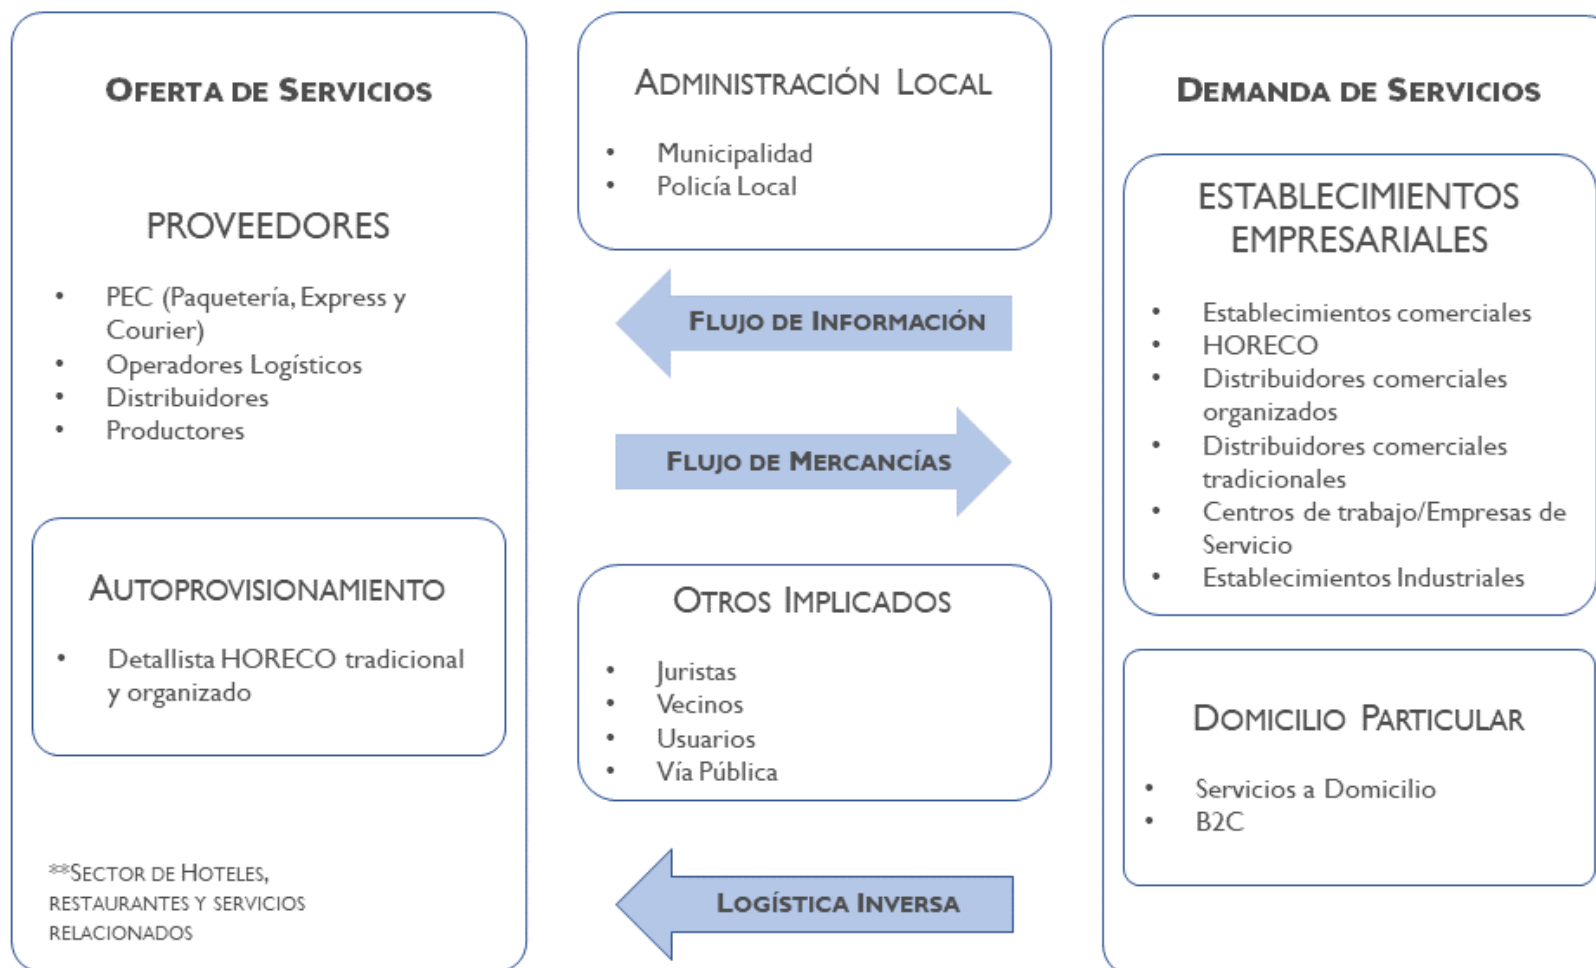 OFERTA DE SERVICIOS
PROVEEDORES
• PEC (Paquetería, Express y
Courier)
• Operadores Logísticos
• Distribuidores
• Productores
AUTOPROVISIONAMIENTO
• Detallista HORECO tradicional
y organizado
**SECTOR DE HOTELES,
RESTAURANTES Y SERVICIOS
RELACIONADOS
ADMINISTRACIÓN LOCAL
• Municipalidad
• Policía Local
FLUJO DE INFORMACIÓN
FLUJO DE MERCANCÍAS
OTROS IMPLICADOS
• Juristas
• Vecinos
• Usuarios
• Vía Pública
LOGÍSTICA INVERSA
DEMANDA DE SERVICIOS
ESTABLECIMIENTOS
EMPRESARIALES
• Establecimientos comerciales
• HORECO
• Distribuidores comerciales
organizados
• Distribuidores comerciales
tradicionales
• Centros de trabajo/Empresas de
Servicio
• Establecimientos Industriales
DOMICILIO PARTICULAR
• Servicios a Domicilio
• B2C